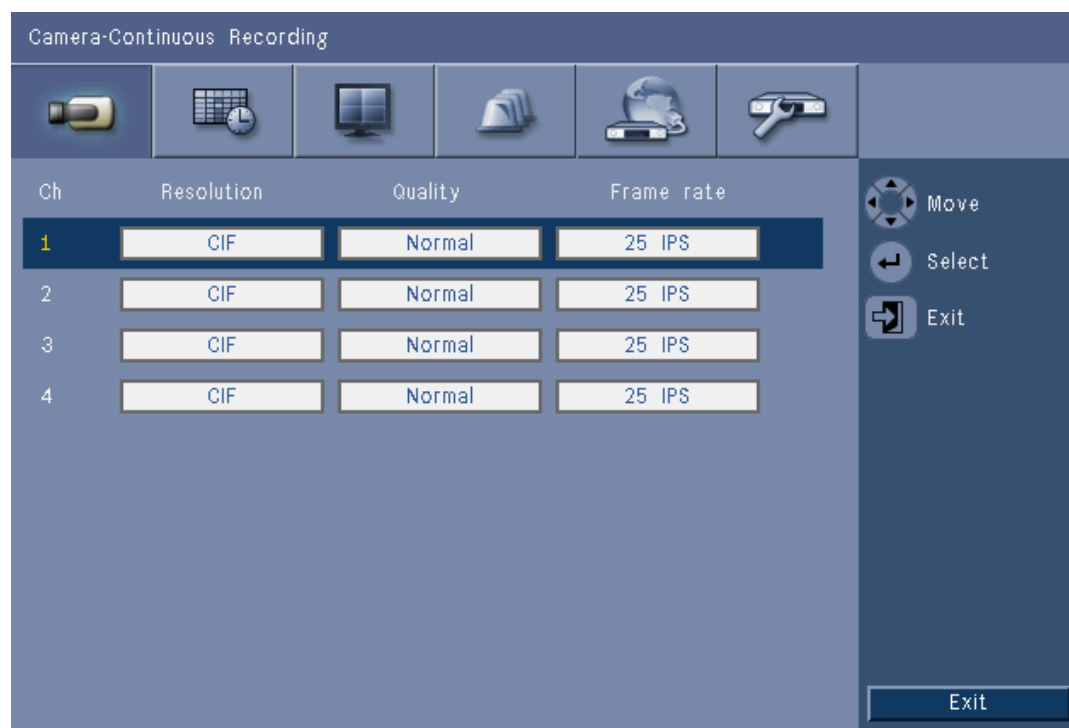 Camera-Continuous Recording
Ch Resolution Quality Frame rate
1 CIF Normal 25 IPS
2 CIF Normal 25 IPS
3 CIF Normal 25 IPS
4 CIF Normal 25 IPS
Move
Select
Exit
Exit